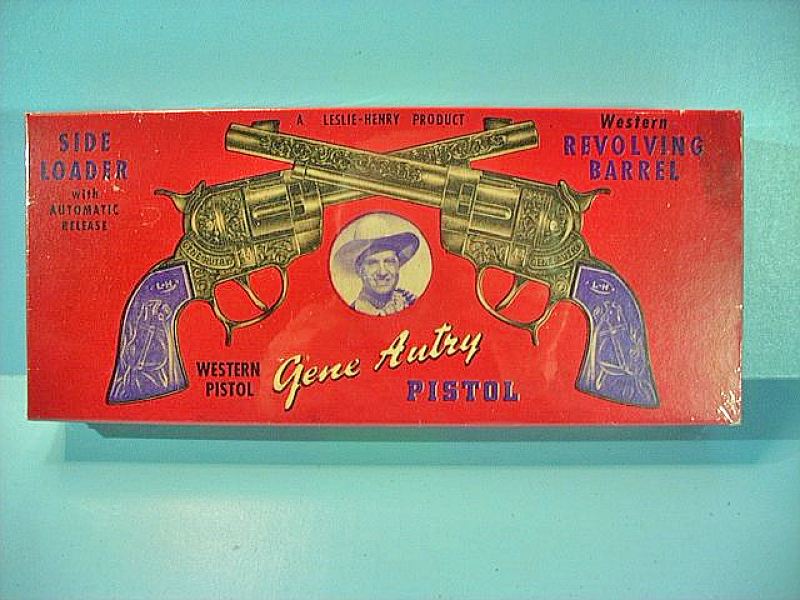 A LESLIE-HENRY PRODUCT
SIDE
LOADER
with
AUTOMATIC
RELEASE
Western
REVOLVING
BARREL
L-H
L-H
WESTERN
PISTOL
Gene Autry
PISTOL